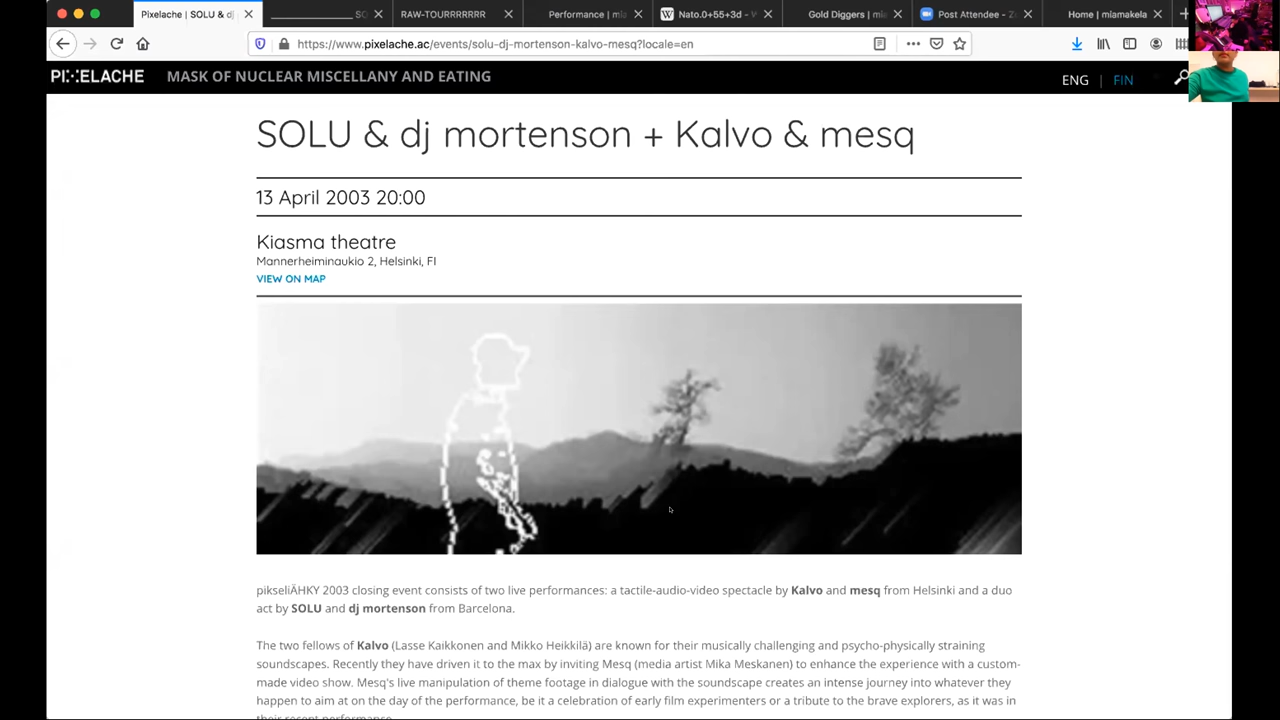 Pixelache | SOLU & dj
SO
RAW-TOURRRRRRR
Performance | mia
Nato.0+55+3d - W
Gold Diggers | mia
Post Attendee - Zo
Home | miamakela
https://www.pixelache.ac/events/solu-dj-mortenson-kalvo-mesq?locale=en
PIXELACHE MASK OF NUCLEAR MISCELLANY AND EATING
ENG | FIN
SOLU & dj mortenson + Kalvo & mesq
13 April 2003 20:00
Kiasma theatre
Mannerheiminaukio 2, Helsinki, FI
VIEW ON MAP
pikseliÄHKY 2003 closing event consists of two live performances: a tactile-audio-video spectacle by Kalvo and mesq from Helsinki and a duo
act by SOLU and dj mortenson from Barcelona.
The two fellows of Kalvo (Lasse Kaikkonen and Mikko Heikkilä) are known for their musically challenging and psycho-physically straining
soundscapes. Recently they have driven it to the max by inviting Mesq (media artist Mika Meskanen) to enhance the experience with a custom-
made video show. Mesq's live manipulation of theme footage in dialogue with the soundscape creates an intense journey into whatever they
happen to aim at on the day of the performance, be it a celebration of early film experimenters or a tribute to the brave explorers, as it was in
their recent performance.